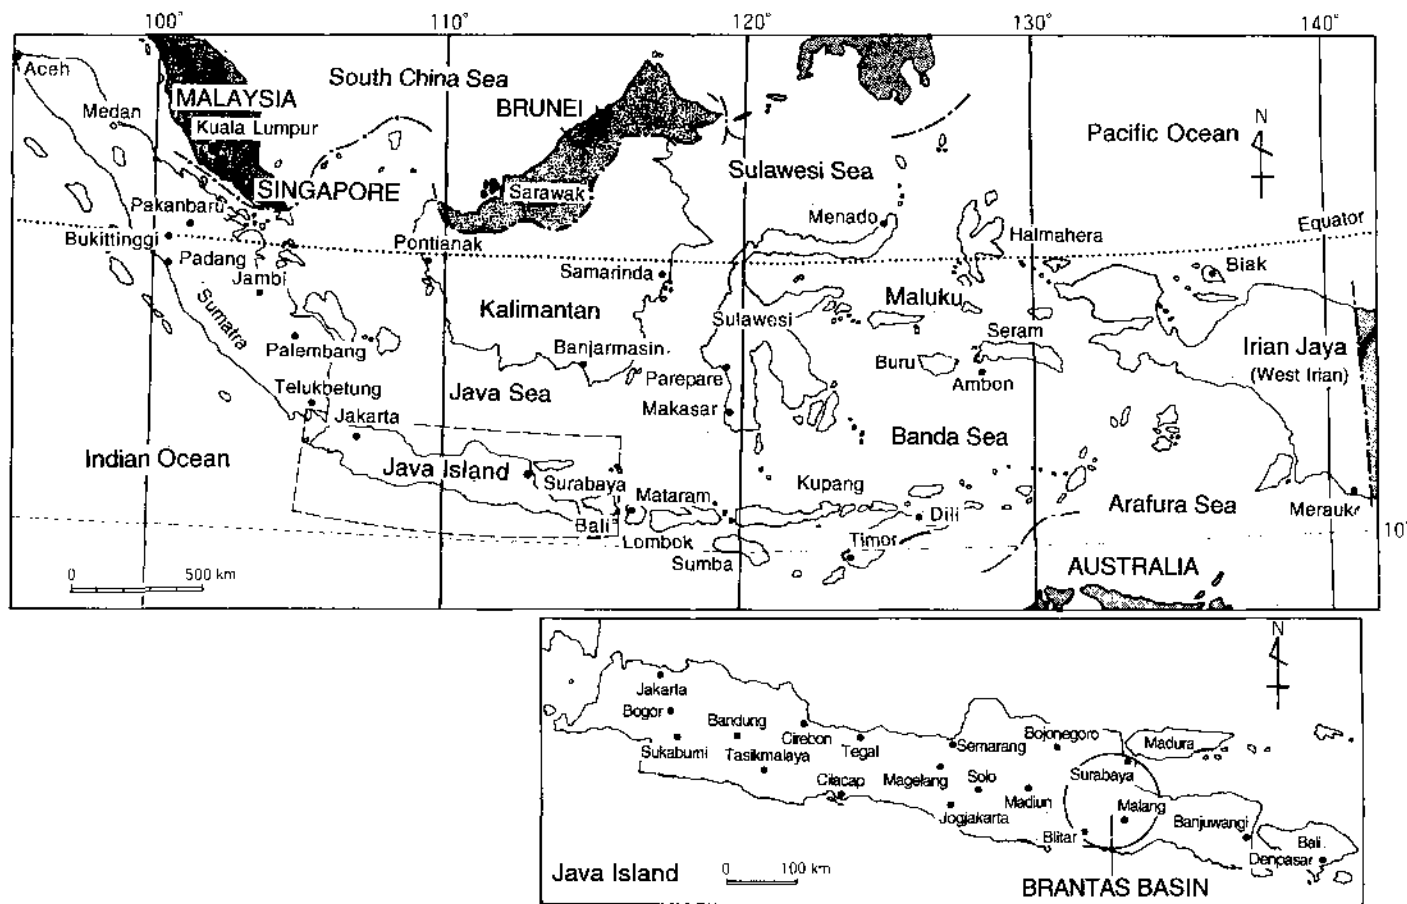 100°
110°
120°
130°
140°
Aceh
South China Sea
MALAYSIA
BRUNEI
Medan
Kuala Lumpur
Pacific Ocean
N
Sulawesi Sea
SINGAPORE
Sarawak
Pakanbaru
Menado
Equator
Halmahera
Bukittinggi
Pontianak
Padang
Samarinda
Biak
Jambi
Kalimantan
Maluku
Sumatra
Sulawesi
Seram
Palembang
Banjarmasin
Buru
Irian Jaya
(West Irian)
Parepare
Ambon
Telukbetung
Java Sea
Makasar
Jakarta
Banda Sea
Indian Ocean
Java Island
Surabaya
Mataram
Kupang
Arafura Sea
Merauke
Bali
Dili
10°
Lombok
Timor
Sumba
AUSTRALIA
0 500 km
N
Jakarta
Bogor
Bandung
Cirebon
Tegal
Semarang
Bojonegoro
Madura
Sukabumi
Tasikmalaya
Surabaya
Cilacap
Magelang
Solo
Madiun
Malang
Jogjakarta
Banjuwangi
Blitar
Bali
Denpasar
Java Island
0 100 km
BRANTAS BASIN